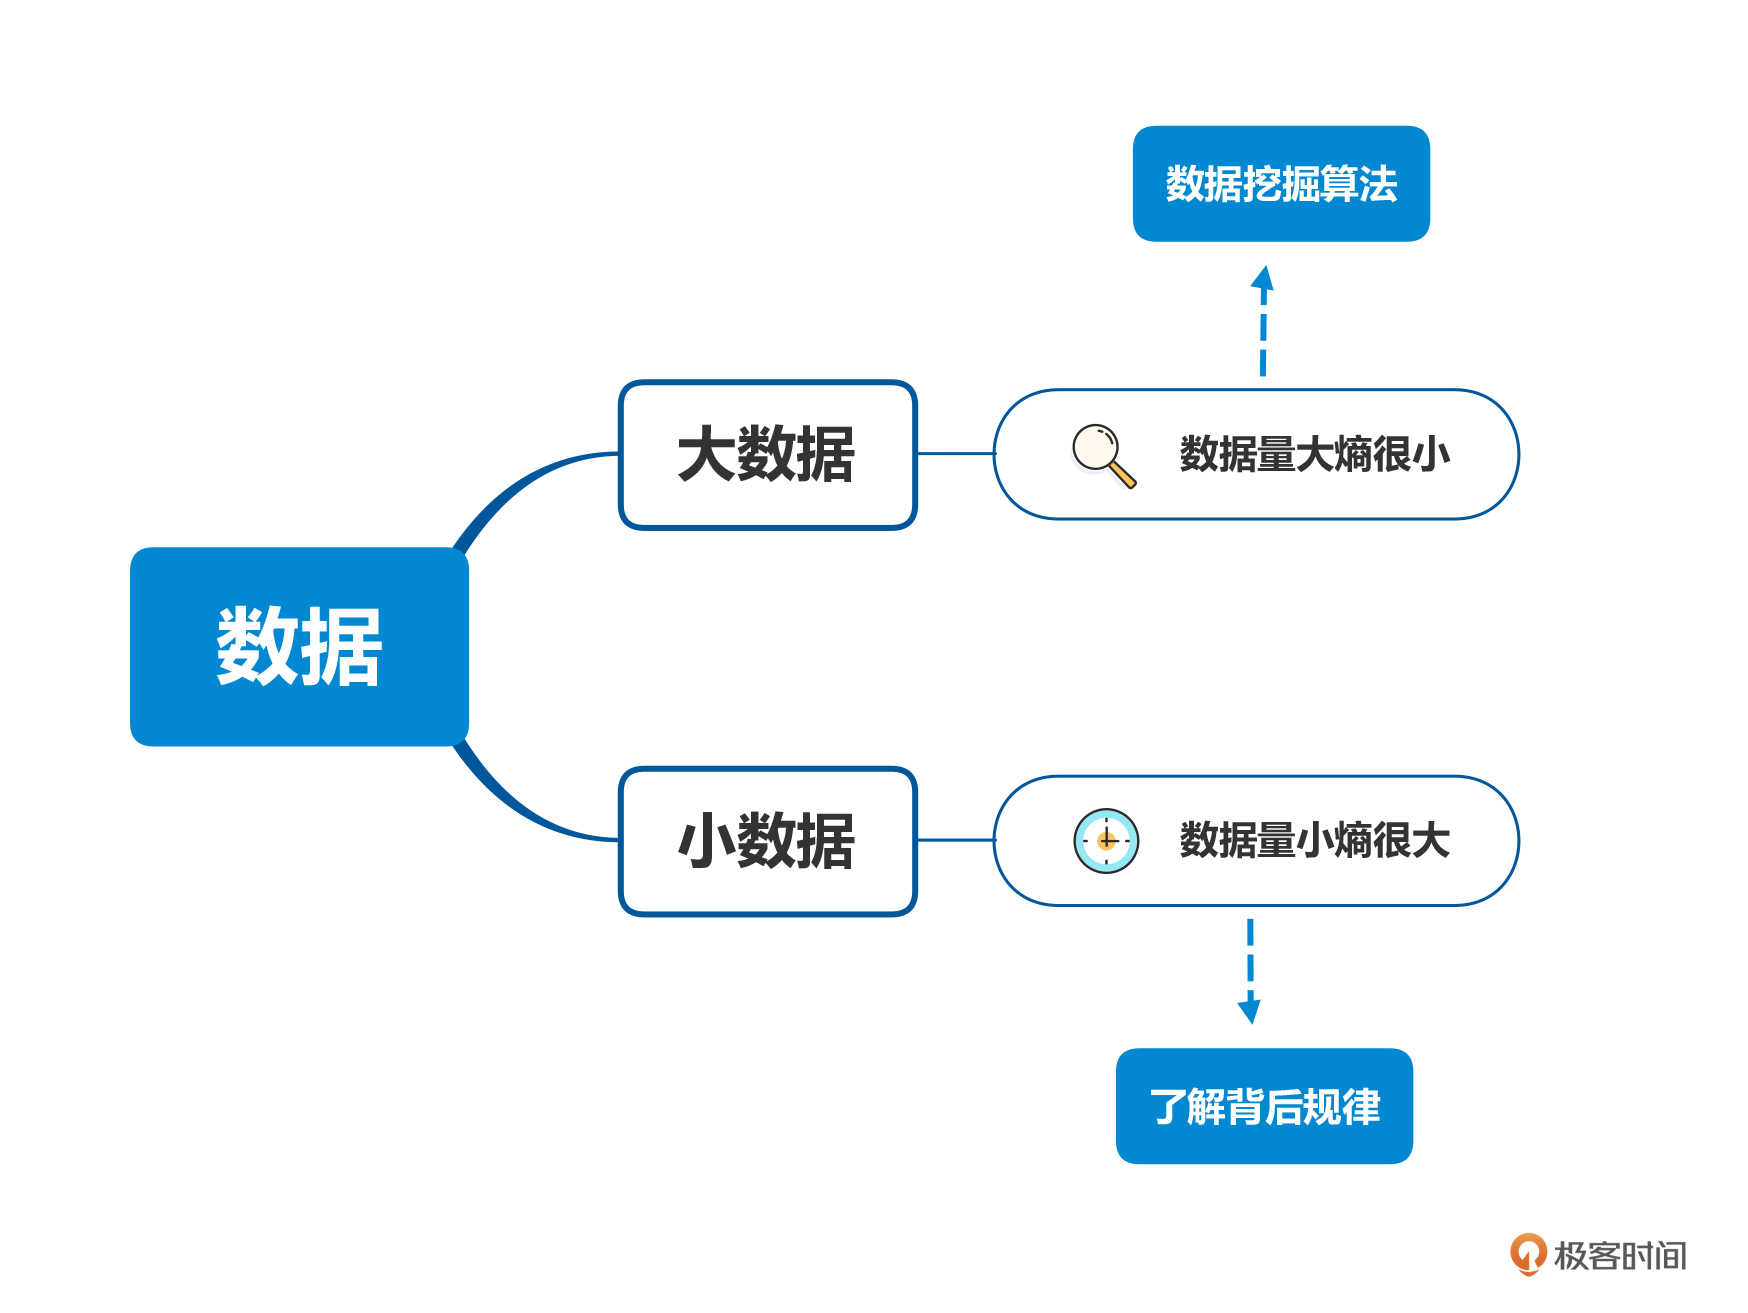 数据挖掘算法
大数据
数据量大熵很小
数据
小数据
数据量小熵很大
了解背后规律
极客时间